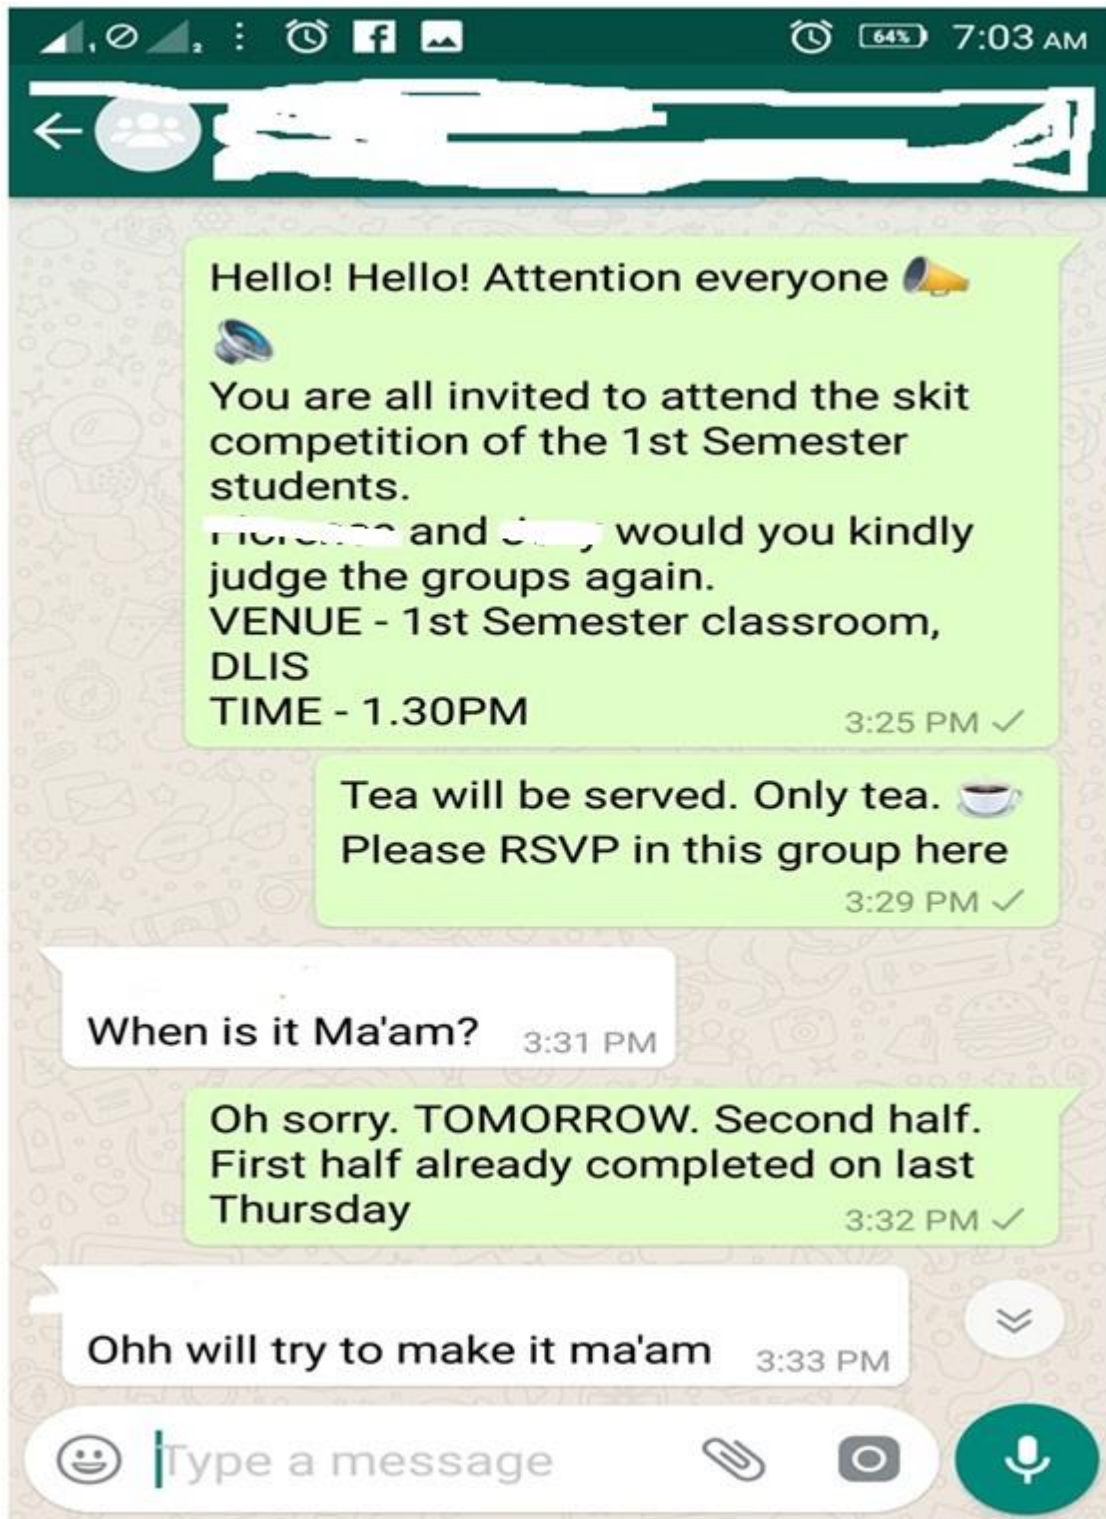 1 2 64% 7:03 AM
Hello! Hello! Attention everyone
You are all invited to attend the skit
competition of the 1st Semester
students.
and would you kindly
judge the groups again.
VENUE - 1st Semester classroom,
DLIS
TIME - 1.30PM
3:25 PM
Tea will be served. Only tea.
Please RSVP in this group here
3:29 PM
When is it Ma'am? 3:31 PM
Oh sorry. TOMORROW. Second half.
First half already completed on last
Thursday
3:32 PM
Ohh will try to make it ma'am 3:33 PM
Type a message